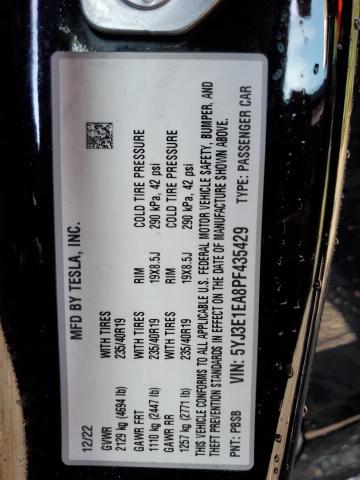 MFD BY TESLA, INC.
12/22
GVWR WITH TIRES RIM COLD TIRE PRESSURE
2129 kg (4694 lb) 235/40R19 19X8.5J 290 kPa, 42 psi
GAWR FRT WITH TIRES RIM COLD TIRE PRESSURE
1110 kg (2447 lb) 235/40R19 19X8.5J 290 kPa, 42 psi
GAWR RR
1257 kg (2771 lb)
THIS VEHICLE CONFORMS TO ALL APPLICABLE U.S. FEDERAL MOTOR VEHICLE SAFETY, BUMPER, AND
THEFT PREVENTION STANDARDS IN EFFECT ON THE DATE OF MANUFACTURE SHOWN ABOVE.
VIN: 5YJ3E1EA8PF435429 TYPE: PASSENGER CAR
PNT: PBSB